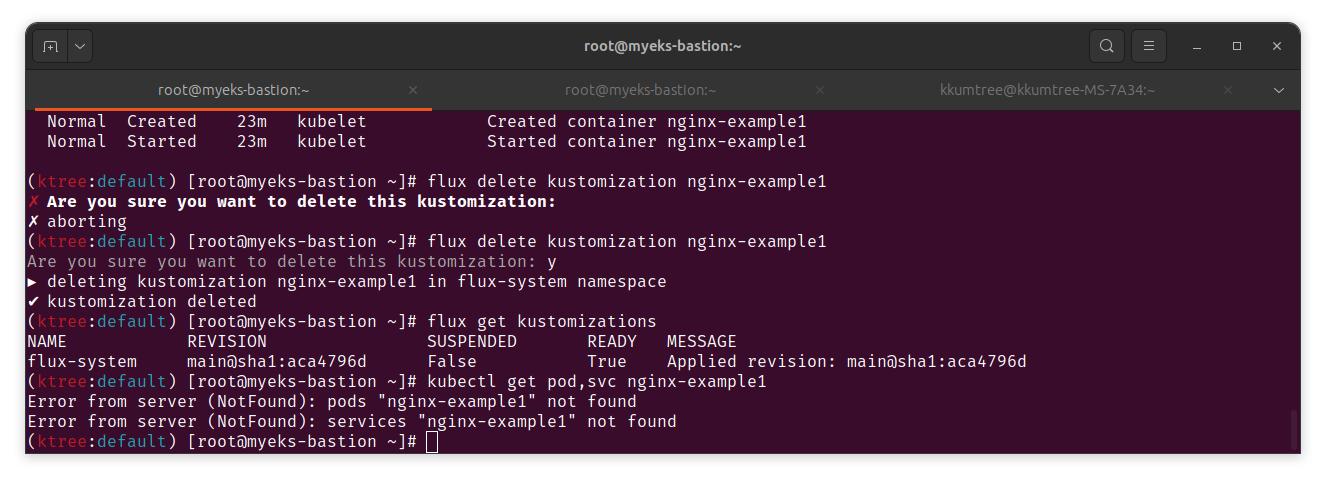 root@myeks-bastion:~
root@myeks-bastion:~ root@myeks-bastion:~ kkumtree@kkumtree-MS-7A34:~
Normal Created 23m kubelet Created container nginx-example1
Normal Started 23m kubelet Started container nginx-example1
(ktree:default) [root@myeks-bastion ~]# flux delete kustomization nginx-example1
✗ Are you sure you want to delete this kustomization:
✗ aborting
(ktree:default) [root@myeks-bastion ~]# flux delete kustomization nginx-example1
Are you sure you want to delete this kustomization: y
► deleting kustomization nginx-example1 in flux-system namespace
✔ kustomization deleted
(ktree:default) [root@myeks-bastion ~]# flux get kustomizations
NAME REVISION SUSPENDED READY MESSAGE
flux-system main@sha1:aca4796d False True Applied revision: main@sha1:aca4796d
(ktree:default) [root@myeks-bastion ~]# kubectl get pod,svc nginx-example1
Error from server (NotFound): pods "nginx-example1" not found
Error from server (NotFound): services "nginx-example1" not found
(ktree:default) [root@myeks-bastion ~]#